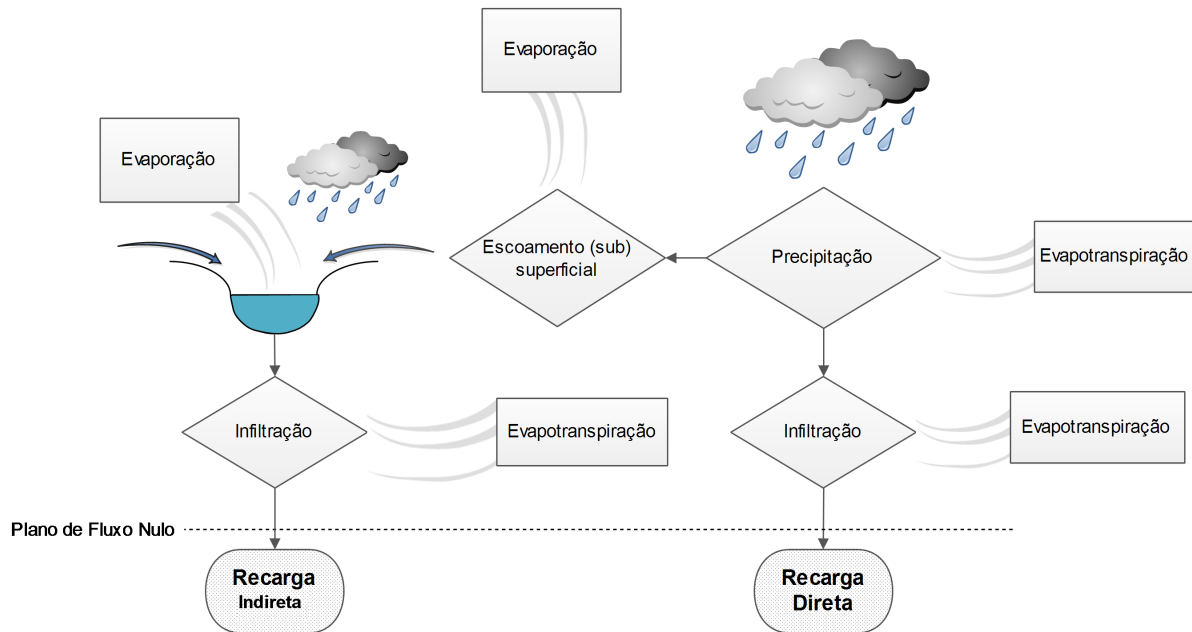 Evaporação
Evaporação
Escoamento (sub)
superficial
Precipitação
Evapotranspiração
Infiltração
Evapotranspiração
Infiltração
Evapotranspiração
Plano de Fluxo Nulo
Recarga
Indireta
Recarga
Direta